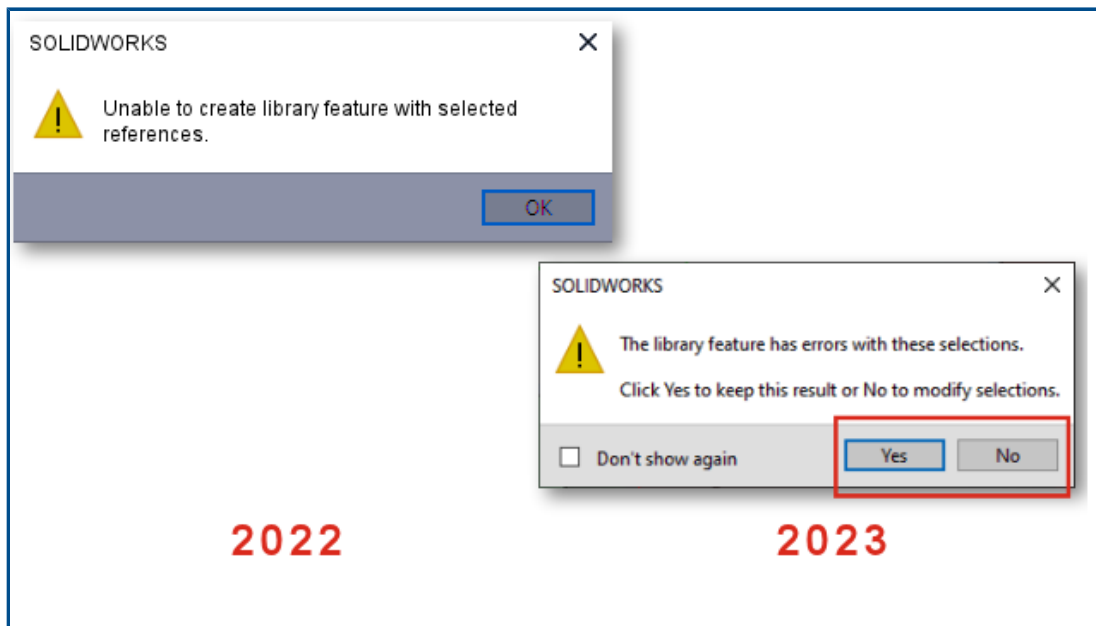 SOLIDWORKS
Unable to create library feature with selected
references.
OK
SOLIDWORKS
The library feature has errors with these selections.
Click Yes to keep this result or No to modify selections.
Don't show again
Yes
No
2022
2023